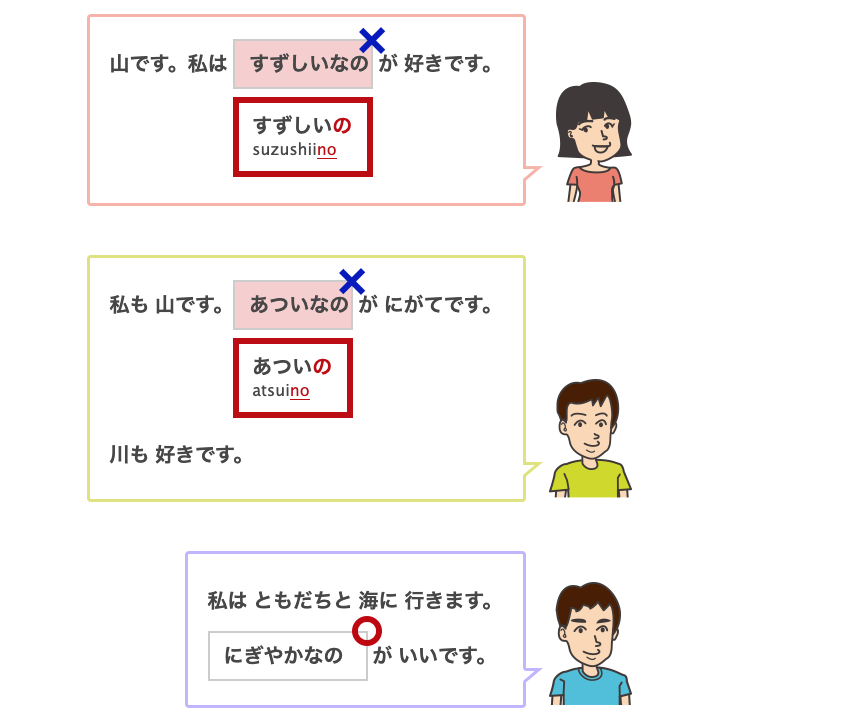 山です。私は すずしいなの が 好きです。
すずしいの
suzushiino
私も 山です。 あついなの が にがてです。
あついの
atsuino
川も 好きです。
私は ともだちと 海に 行きます。
にぎやかなの が いいです。